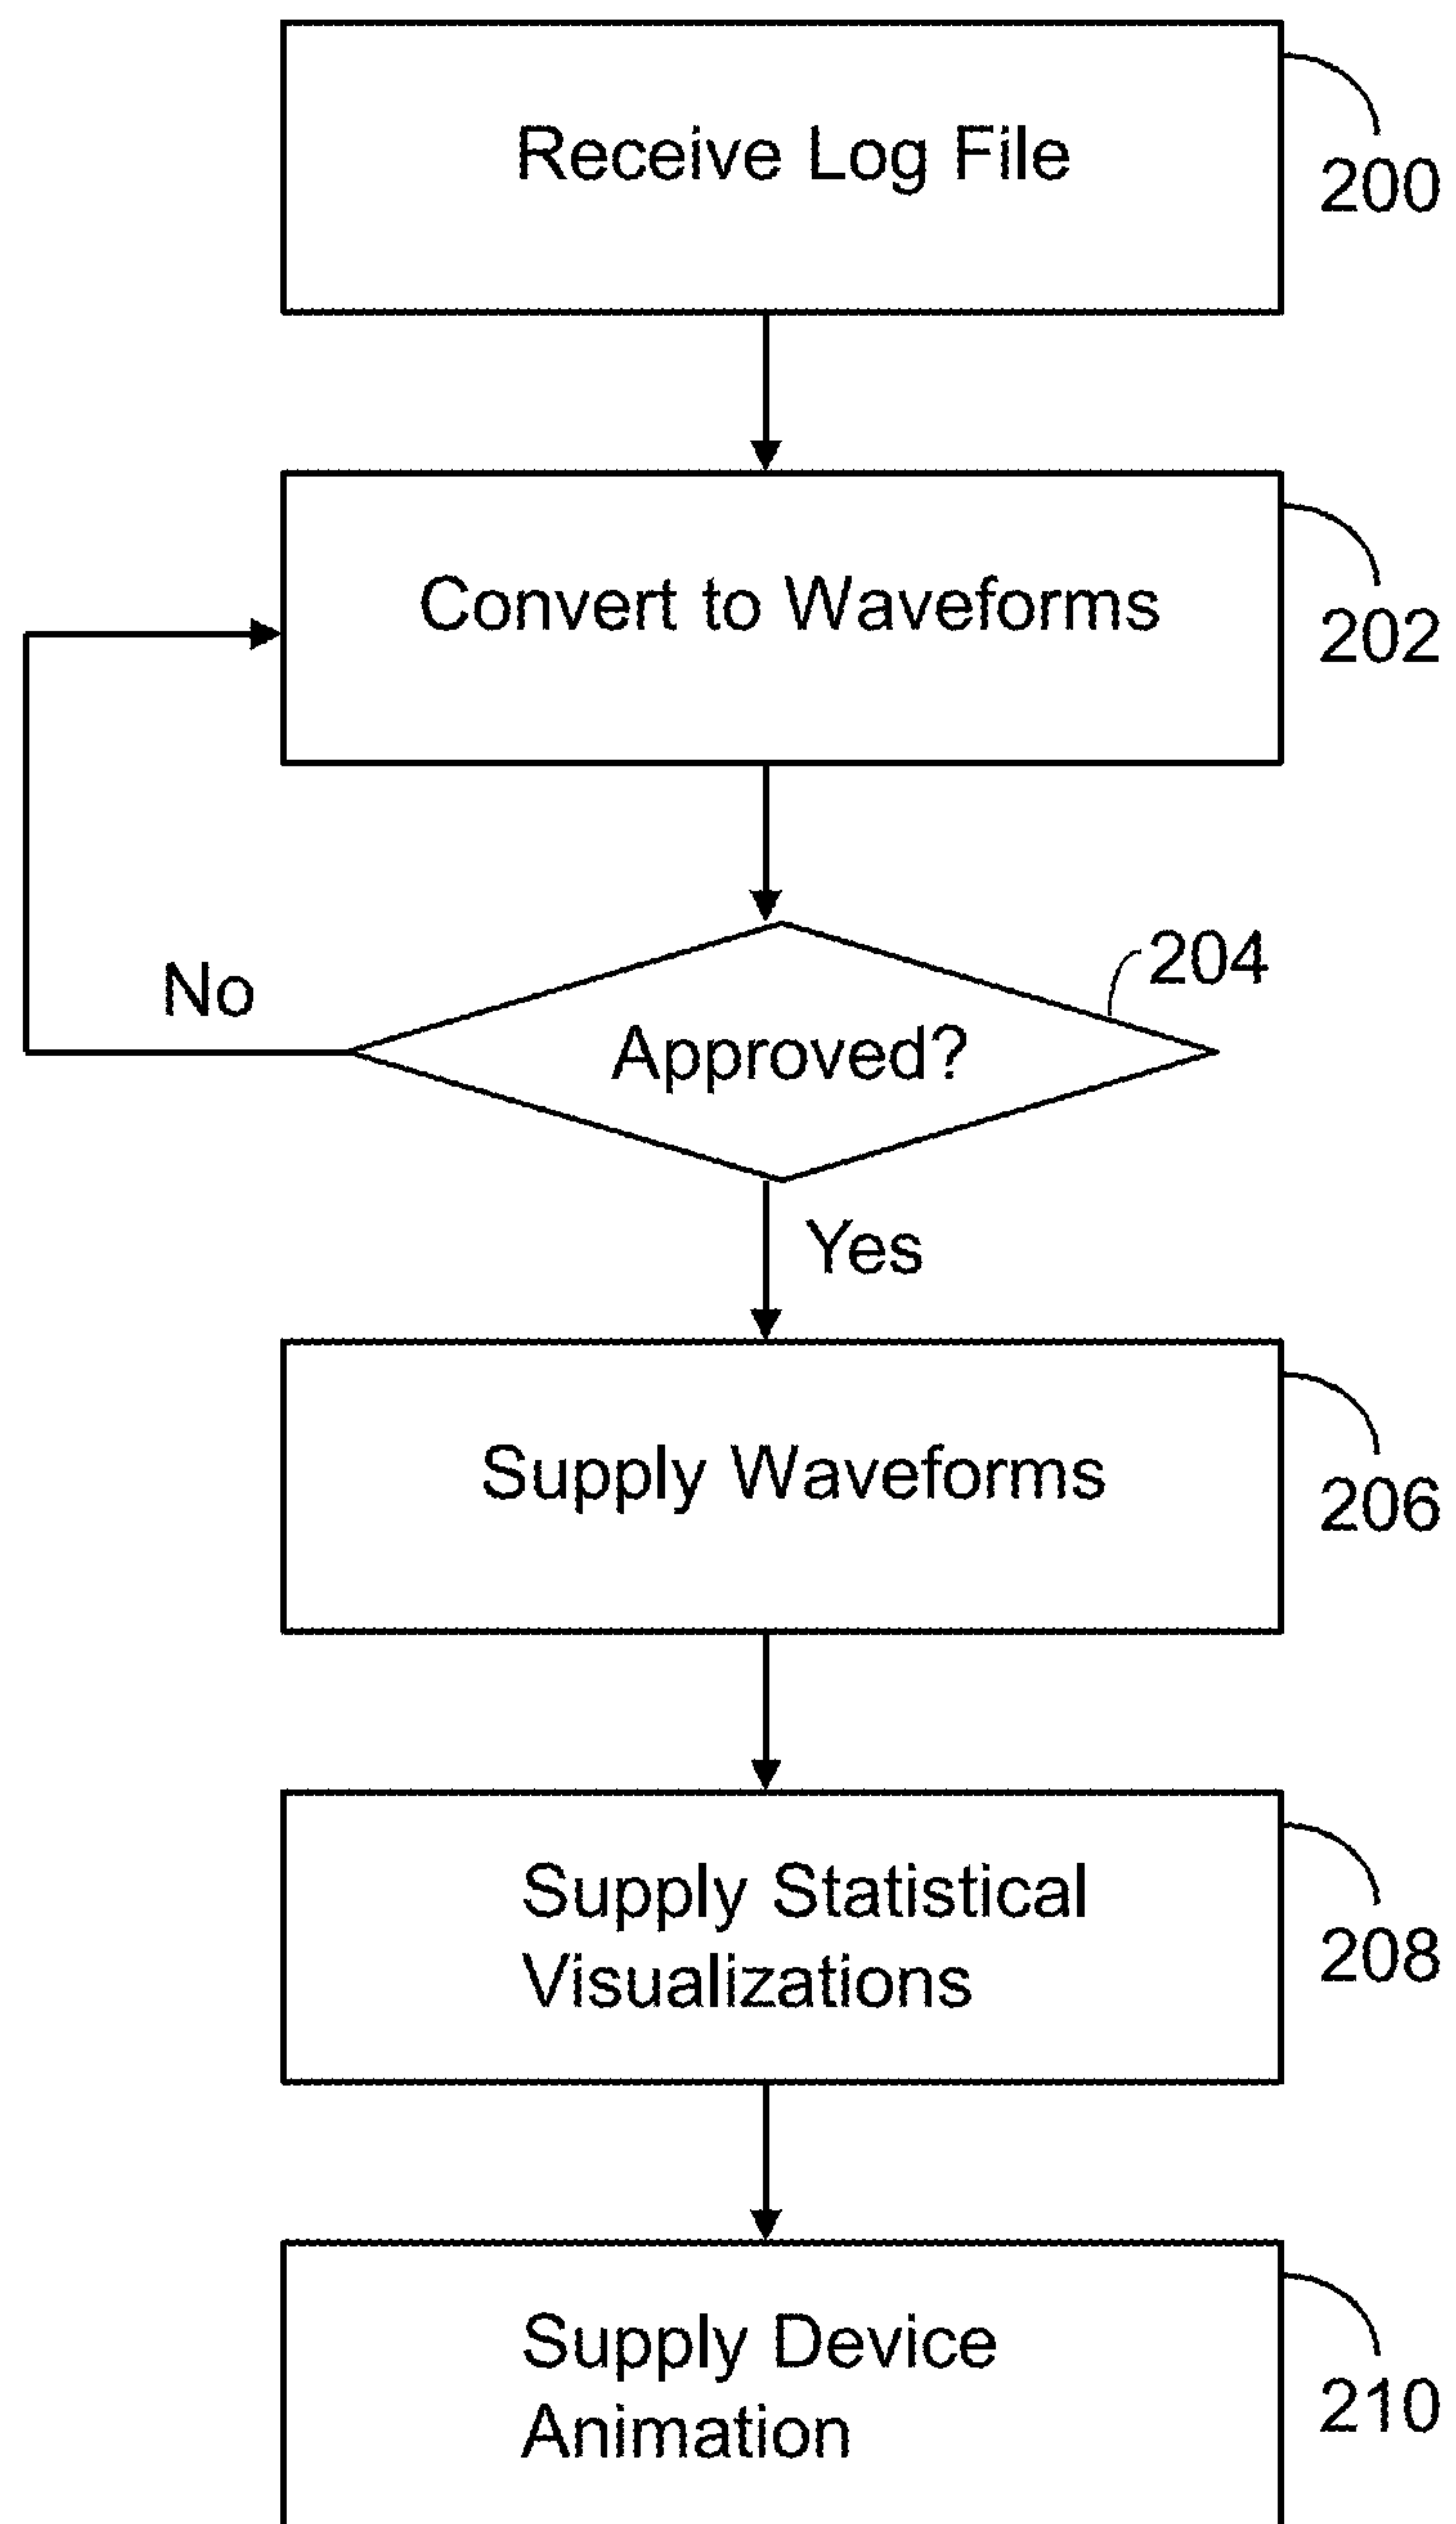 Receive Log File
200
Convert to Waveforms
202
No
204
Approved?
Yes
Supply Waveforms
206
Supply Statistical
Visualizations
208
Supply Device
Animation
210